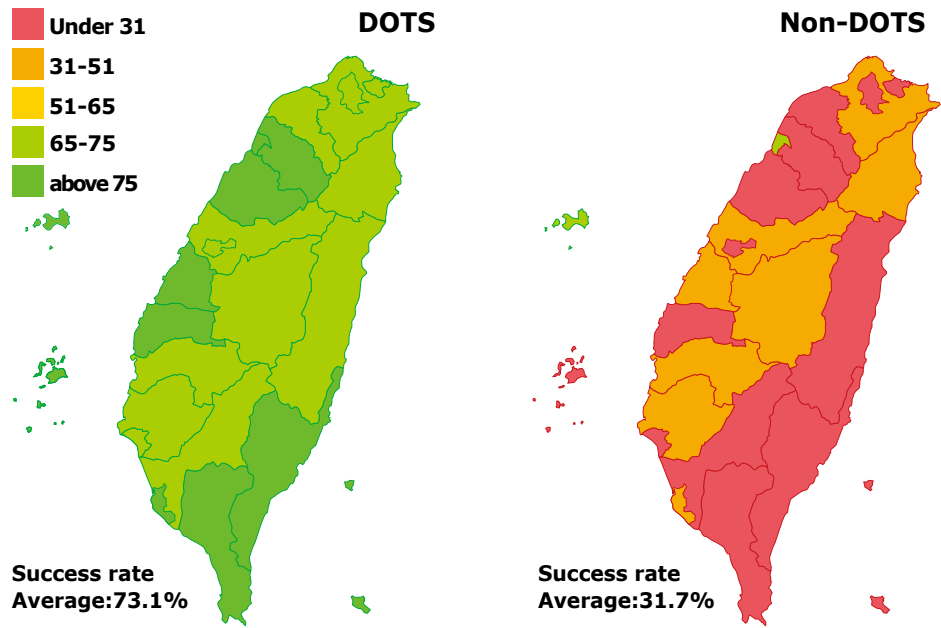 Under 31
31-51
51-65
65-75
above 75
DOTS
Non-DOTS
Success rate
Average:73.1%
Success rate
Average:31.7%